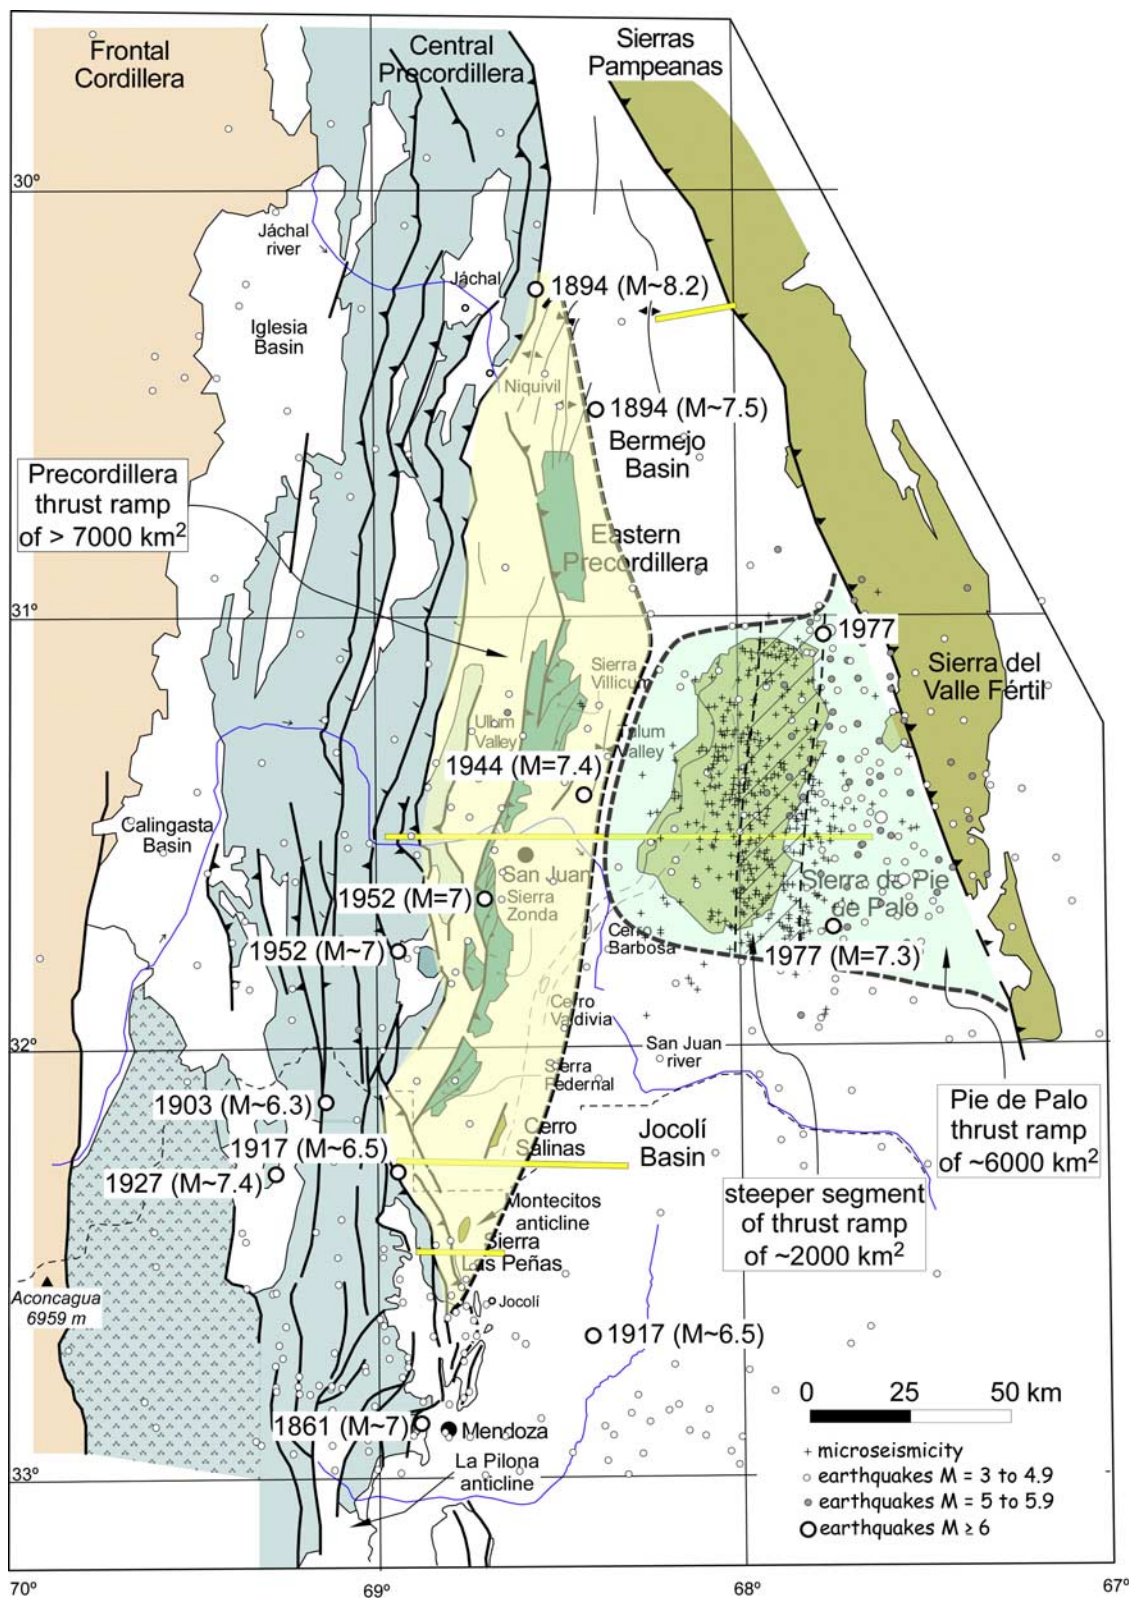 Frontal
Cordillera
Central
Precordillera
Sierras
Pampeanas
30º
Jáchal
river
Jáchal
1894 (M~8.2)
Iglesia
Basin
Niquivil
1894 (M~7.5)
Bermejo
Basin
Precordillera
thrust ramp
of > 7000 km²
Eastern
Precordillera
31º
1977
Sierra
Villicum
Sierra del
Valle Fértil
Ullum
Valley
Tulum
Valley
1944 (M=7.4)
Calingasta
Basin
San Juan
1952 (M=7)
Sierra
Zonda
Sierra de Pie
de Palo
1952 (M~7)
Cerro
Barbosa
1977 (M=7.3)
Cerro
Valdivia
32º
San Juan
river
Sierra
Pedernal
1903 (M~6.3)
Cerro
Salinas
Jocolí
Basin
Pie de Palo
thrust ramp
of ~6000 km²
1917 (M~6.5)
1927 (M~7.4)
steeper segment
of thrust ramp
of ~2000 km²
Montecitos
anticline
Sierra
Las Peñas
Aconcagua
6959 m
Jocolí
1917 (M~6.5)
0 25 50 km
1861 (M~7)
Mendoza
La Pilona
anticline
33º
microseismicity
earthquakes M = 3 to 4.9
earthquakes M = 5 to 5.9
earthquakes M ≥ 6
70º 69º 68º 67º